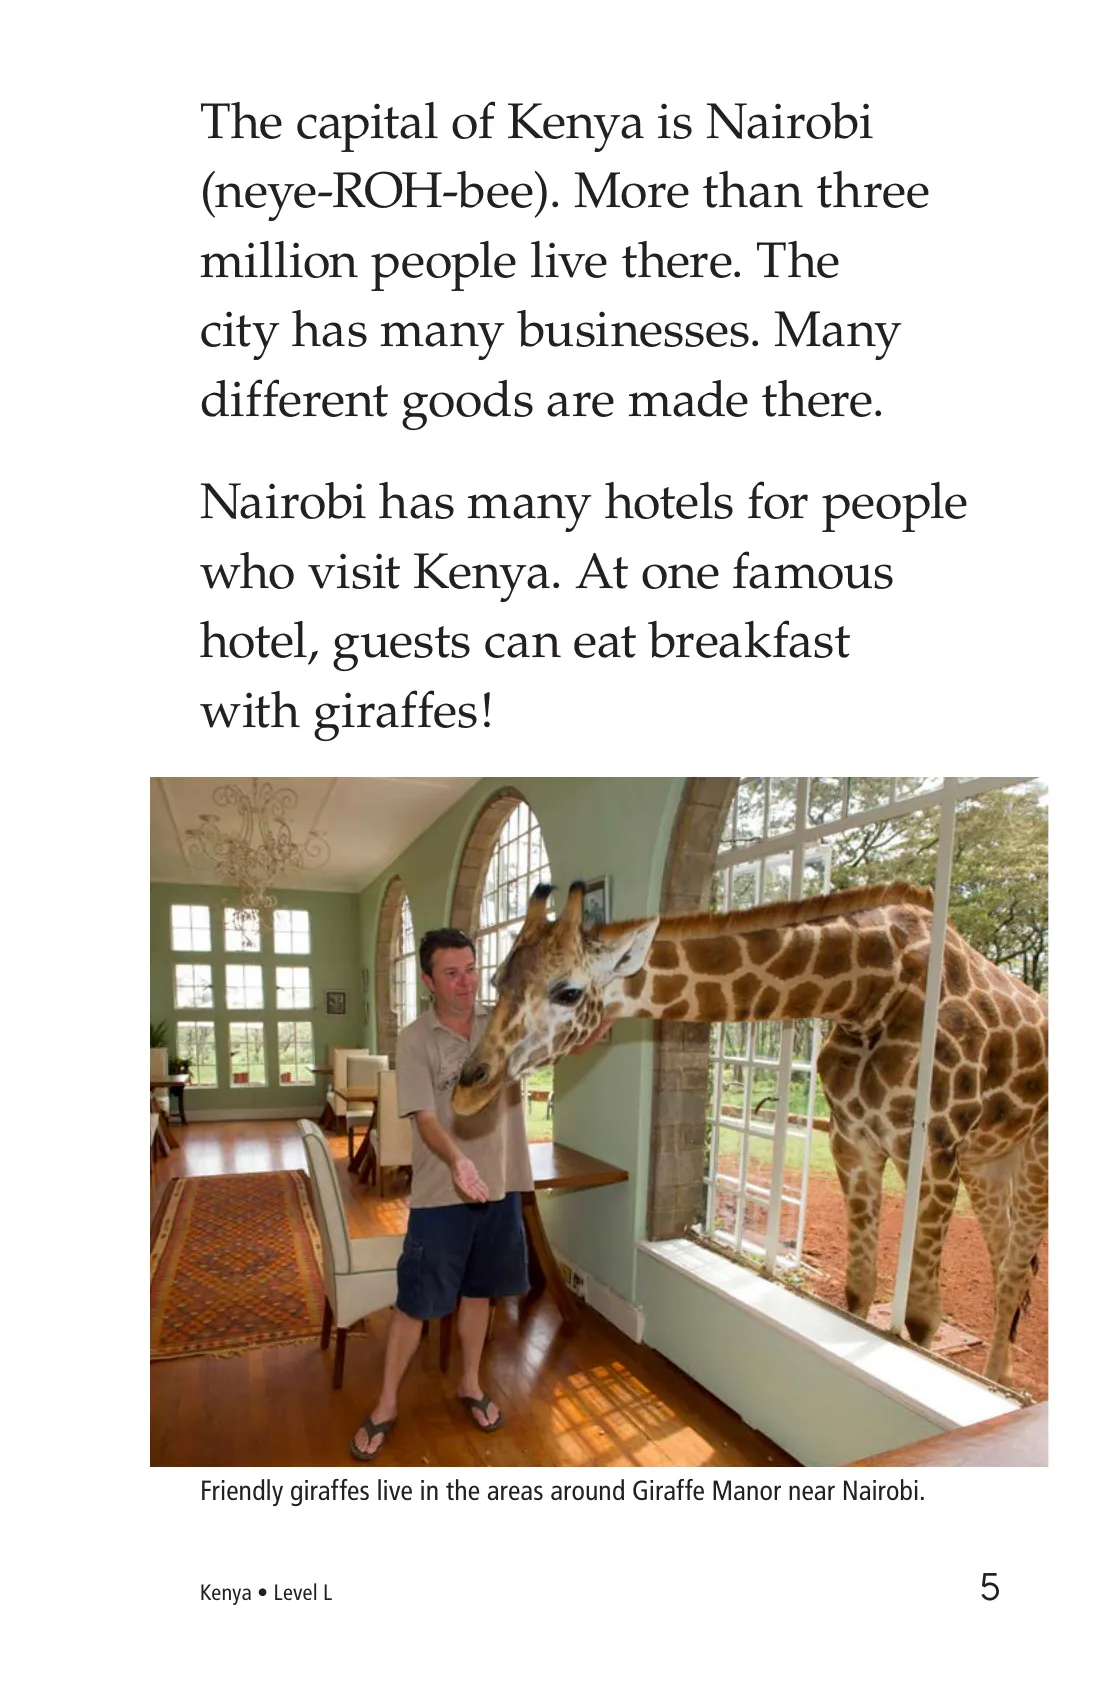 The capital of Kenya is Nairobi
(neye-ROH-bee). More than three
million people live there. The
city has many businesses. Many
different goods are made there.
Nairobi has many hotels for people
who visit Kenya. At one famous
hotel, guests can eat breakfast
with giraffes!
Friendly giraffes live in the areas around Giraffe Manor near Nairobi.
Kenya • Level L
5